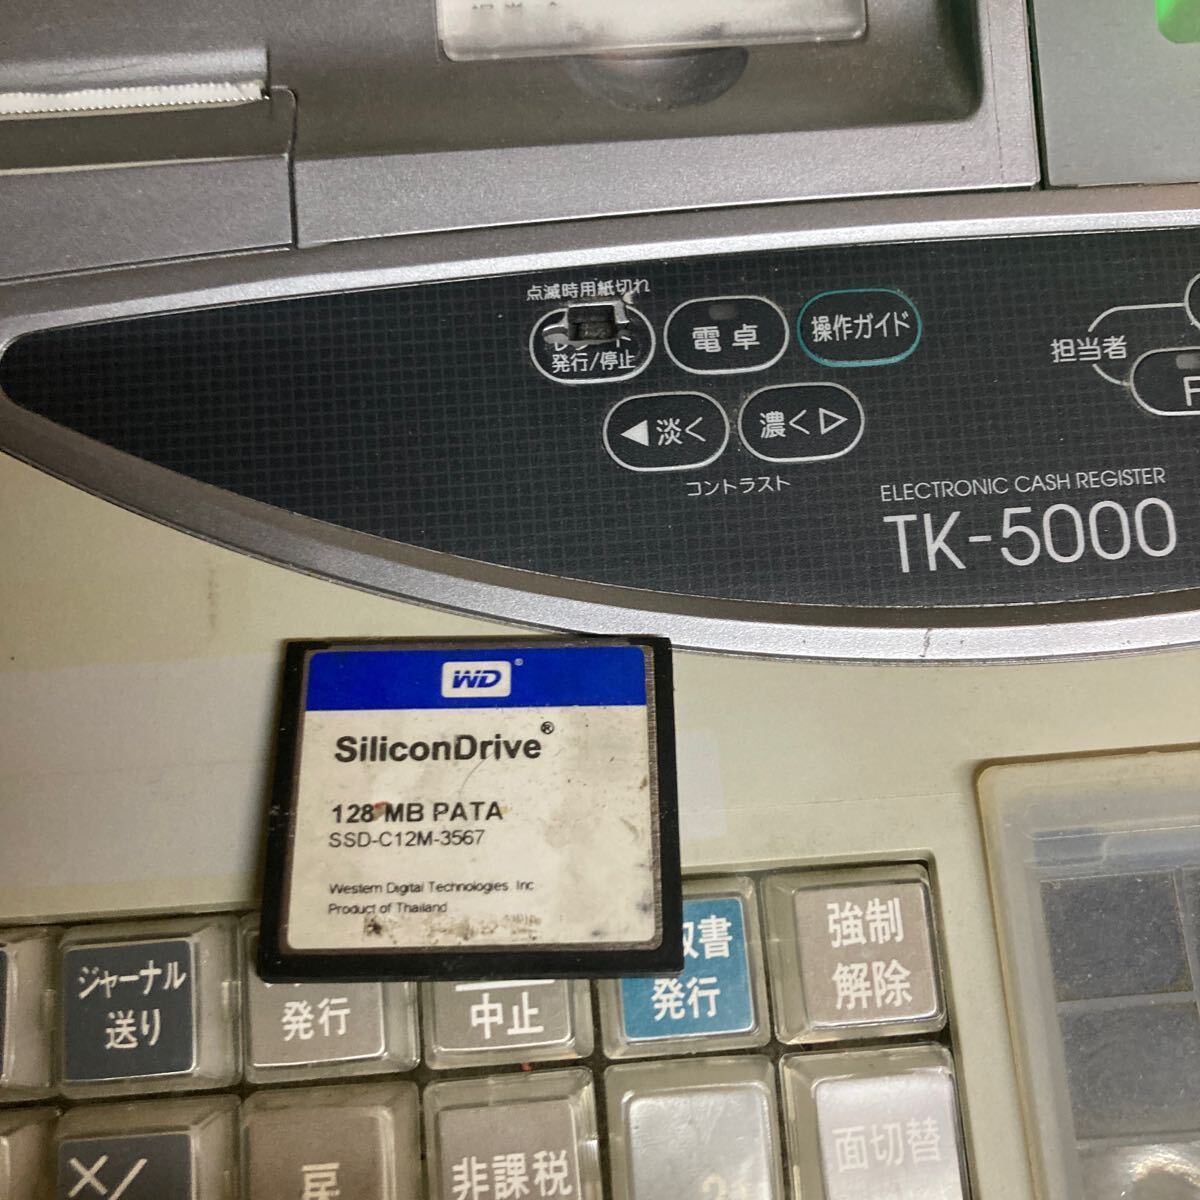 点滅時用紙切れ
発行/停止
電卓
操作ガイド
担当者
◀淡く
濃く▷
コントラスト
ELECTRONIC CASH REGISTER
TK-5000
WD®
SiliconDrive®
128 MB PATA
SSD-C12M-3567
Western Digital Technologies. Inc
Product of Thailand
ジャーナル
送り
発行
中止
収書
発行
強制
解除
×/
戻
非課税
面切替